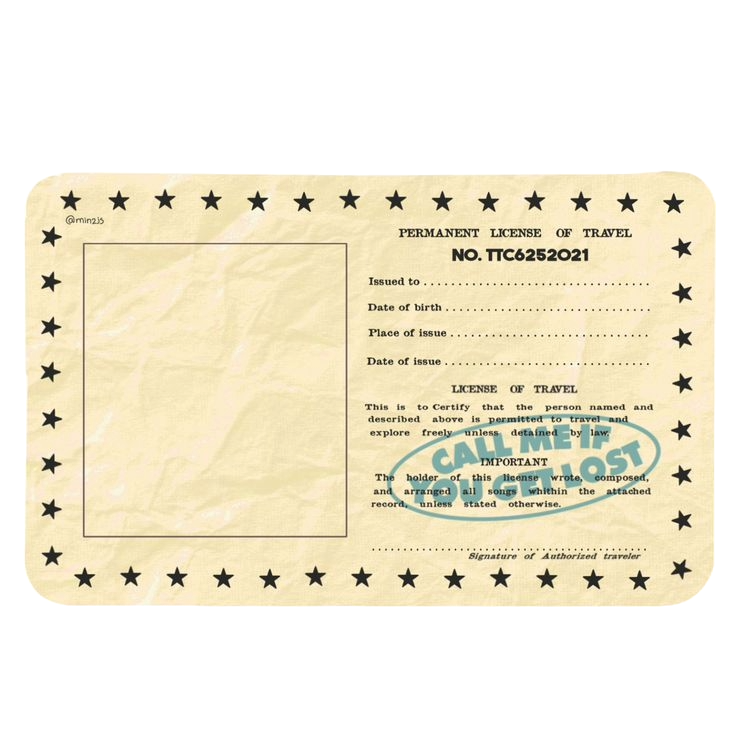 @min2js
PERMANENT LICENSE OF TRAVEL
NO. TTC6252021
Issued to
Date of birth
Place of issue
Date of issue
LICENSE OF TRAVEL
This is to Certify that the person named and
described above is permitted to travel and
explore freely unless detained by law.
IMPORTANT
The holder of this license wrote, composed,
and arranged all songs whithin the attached
record, unless stated otherwise.
CALL ME IF
YOU GET LOST
Signature of Authorized traveler